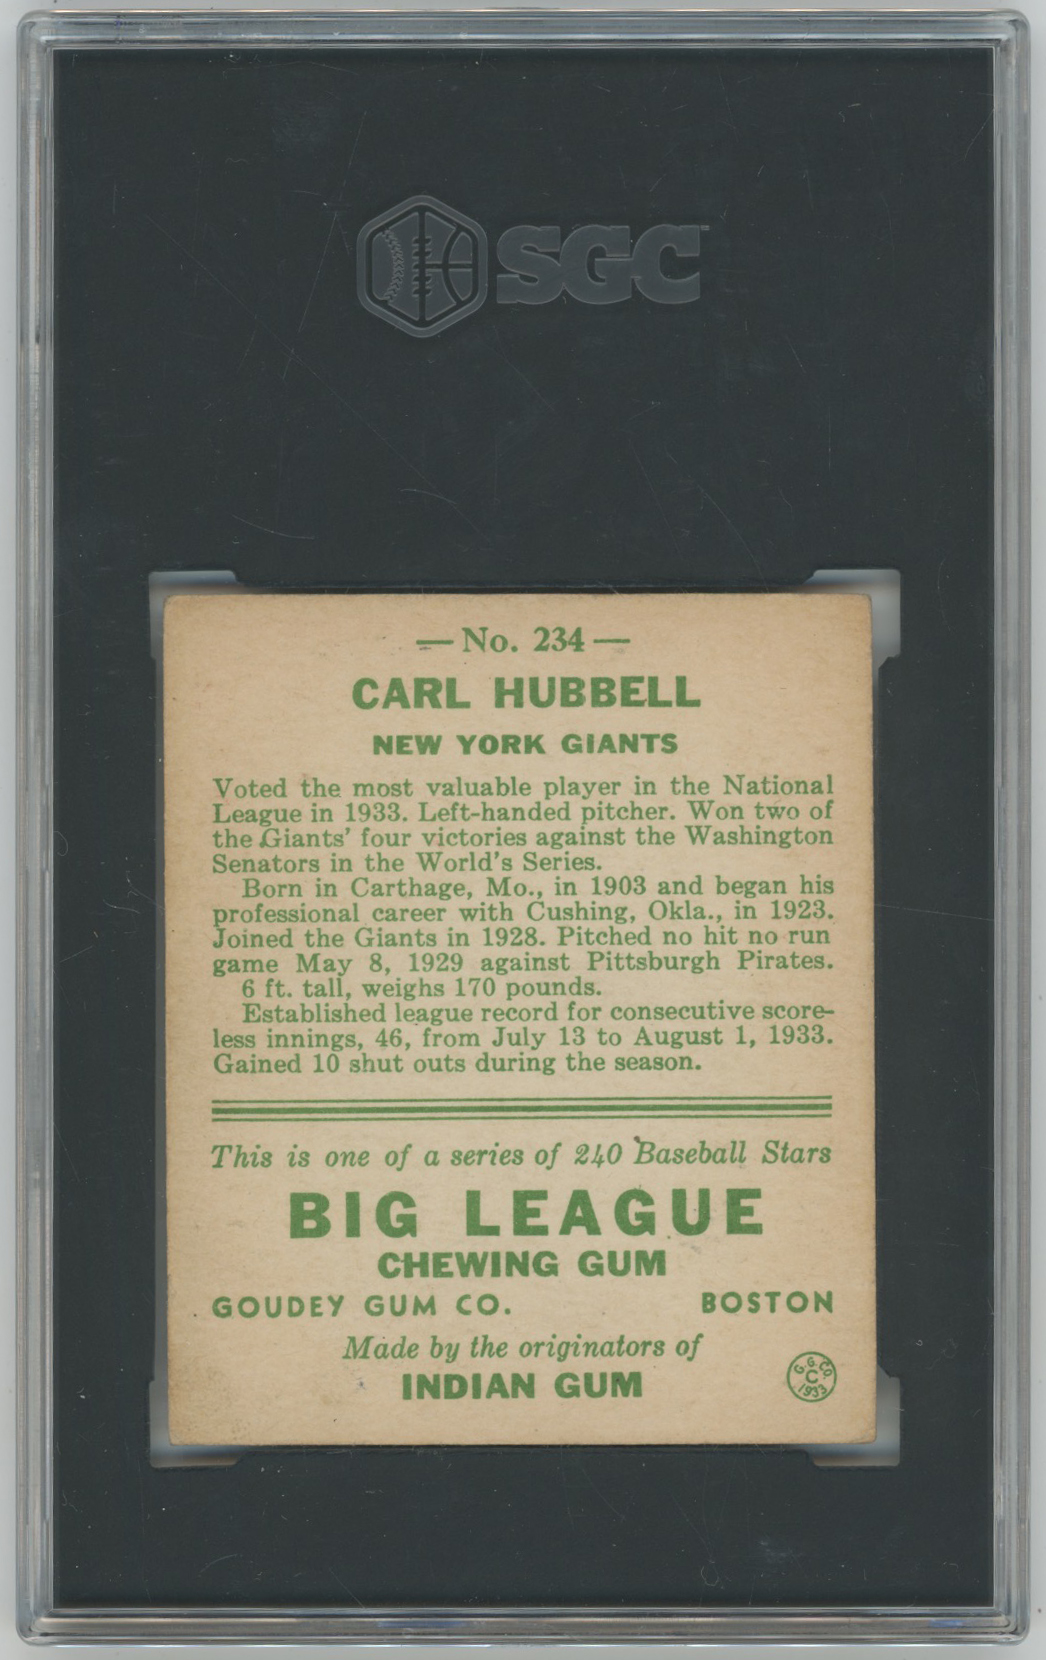 SGC
— No. 234 —
CARL HUBBELL
NEW YORK GIANTS
Voted the most valuable player in the National
League in 1933. Left-handed pitcher. Won two of
the Giants' four victories against the Washington
Senators in the World's Series.
Born in Carthage, Mo., in 1903 and began his
professional career with Cushing, Okla., in 1923.
Joined the Giants in 1928. Pitched no hit no run
game May 8, 1929 against Pittsburgh Pirates.
6 ft. tall, weighs 170 pounds.
Established league record for consecutive score-
less innings, 46, from July 13 to August 1, 1933.
Gained 10 shut outs during the season.
This is one of a series of 240 Baseball Stars
BIG LEAGUE
CHEWING GUM
GOUDEY GUM CO. BOSTON
Made by the originators of
INDIAN GUM
G. G. CO.
C
1933